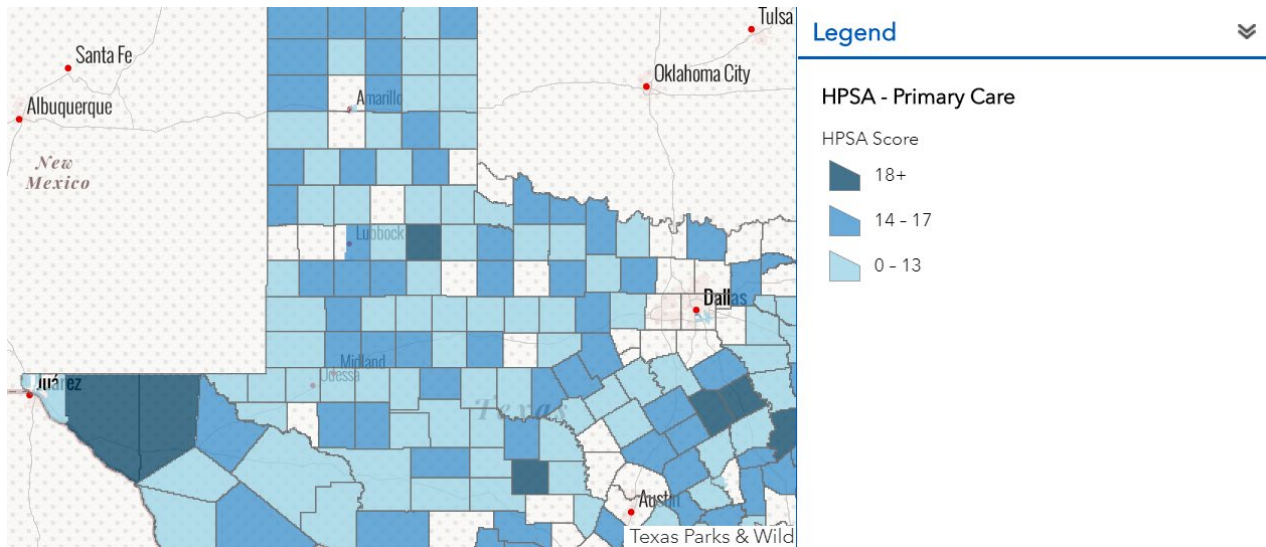 Tulsa
Santa Fe
Oklahoma City
Albuquerque
Amarillo
New
Mexico
Lubbock
Dallas
Midland
Odessa
Juárez
Texas
Austin
Texas Parks & Wild
Legend
HPSA - Primary Care
HPSA Score
18+
14 - 17
0 - 13